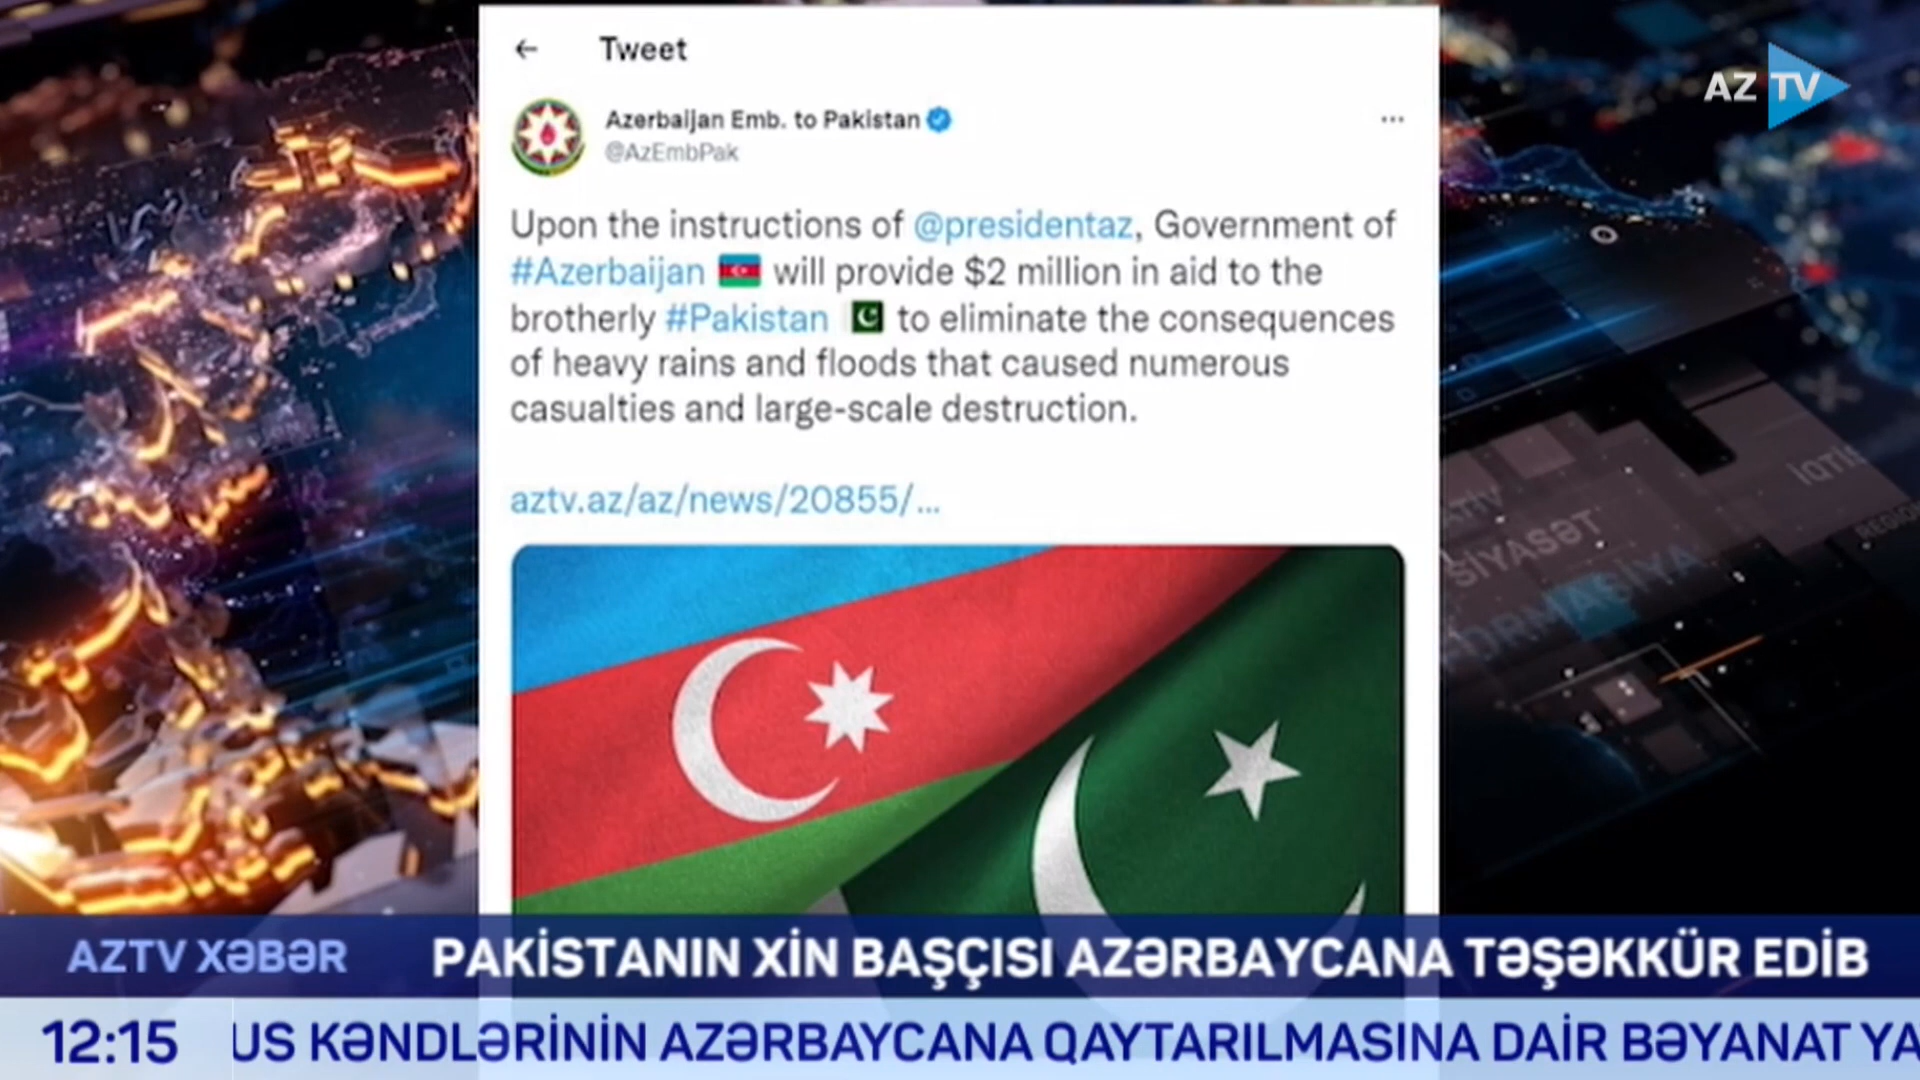 ← Tweet
AZTV
Azerbaijan Emb. to Pakistan
@AzEmbPak
Upon the instructions of @presidentaz, Government of
#Azerbaijan 🇦🇿 will provide $2 million in aid to the
brotherly #Pakistan 🇵🇰 to eliminate the consequences
of heavy rains and floods that caused numerous
casualties and large-scale destruction.
aztv.az/az/news/20855/...
SİYASƏT
AZTV XƏBƏR PAKİSTANIN XİN BAŞÇISI AZƏRBAYCANA TƏŞƏKKÜR EDİB
12:15 US KƏNDLƏRİNİN AZƏRBAYCANA QAYTARILMASINA DAİR BƏYANAT YA